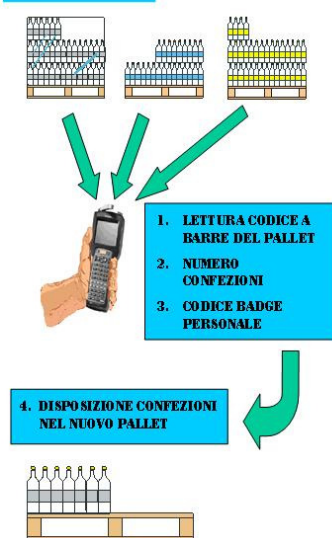 1. LETTURA CODICE A
BARRE DEL PALLET
2. NUMERO
CONFEZIONI
3. CODICE BADGE
PERSONALE
4. DISPOSIZIONE CONFEZIONI
NEL NUOVO PALLET